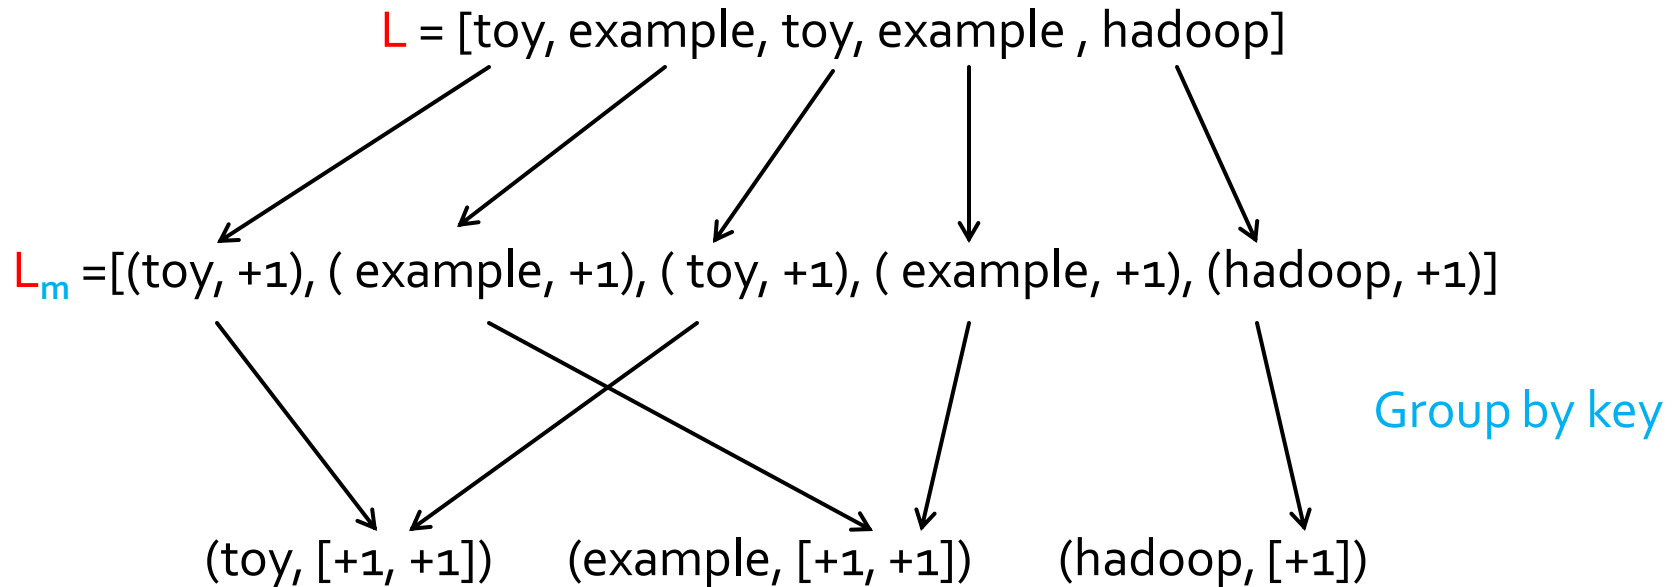 L = [toy, example, toy, example , hadoop]
Lm =[(toy, +1), ( example, +1), ( toy, +1), ( example, +1), (hadoop, +1)]
Group by key
(toy, [+1, +1]) (example, [+1, +1]) (hadoop, [+1])